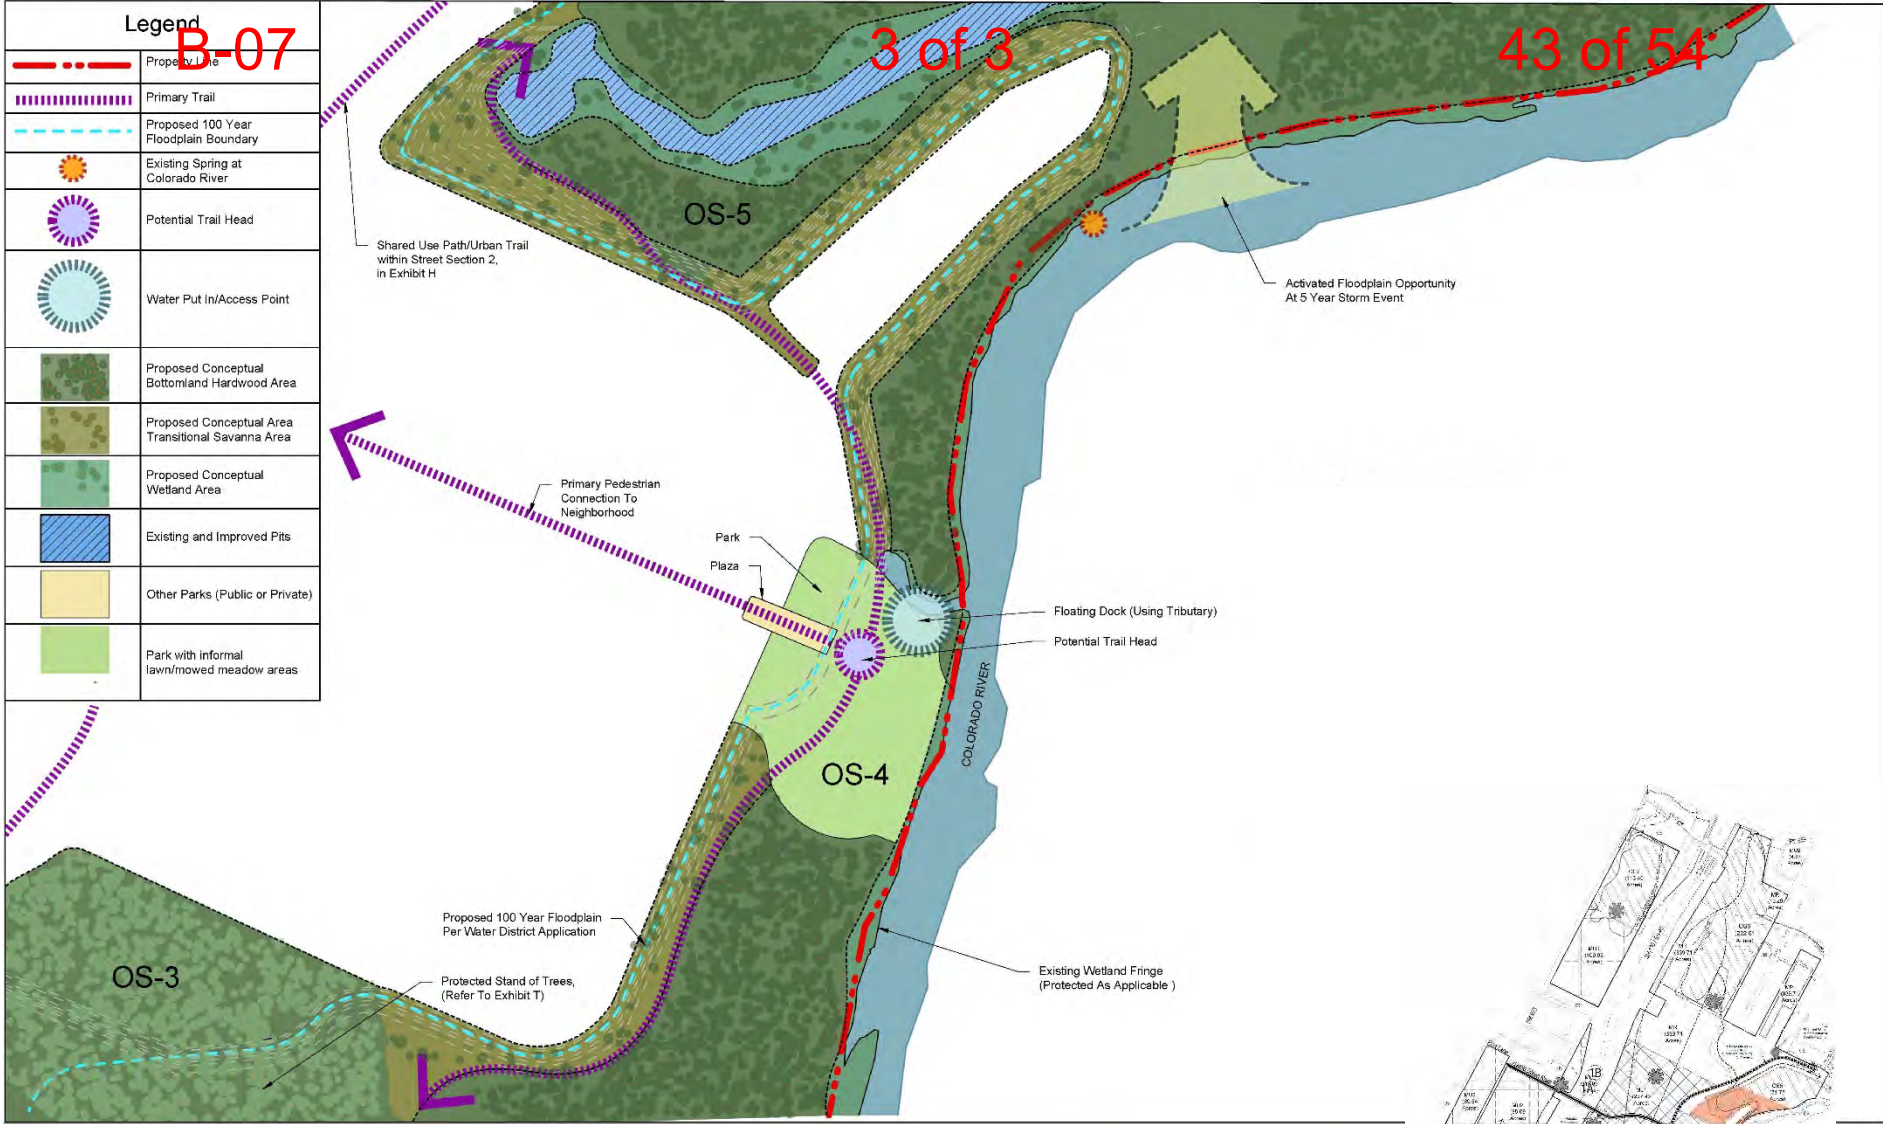 Legend
B-07
3 of 3
43 of 54
Property Line
Primary Trail
Proposed 100 Year
Floodplain Boundary
Existing Spring at
Colorado River
Potential Trail Head
Water Put In/Access Point
Proposed Conceptual
Bottomland Hardwood Area
Proposed Conceptual Area
Transitional Savanna Area
Proposed Conceptual
Wetland Area
Existing and Improved Pits
Other Parks (Public or Private)
Park with informal
lawn/mowed meadow areas
OS-5
Shared Use Path/Urban Trail
within Street Section 2,
in Exhibit H
Activated Floodplain Opportunity
At 5 Year Storm Event
Primary Pedestrian
Connection To
Neighborhood
Park
Plaza
Floating Dock (Using Tributary)
Potential Trail Head
COLORADO RIVER
OS-4
Proposed 100 Year Floodplain
Per Water District Application
Protected Stand of Trees,
(Refer To Exhibit T)
OS-3
Existing Wetland Fringe
(Protected As Applicable )